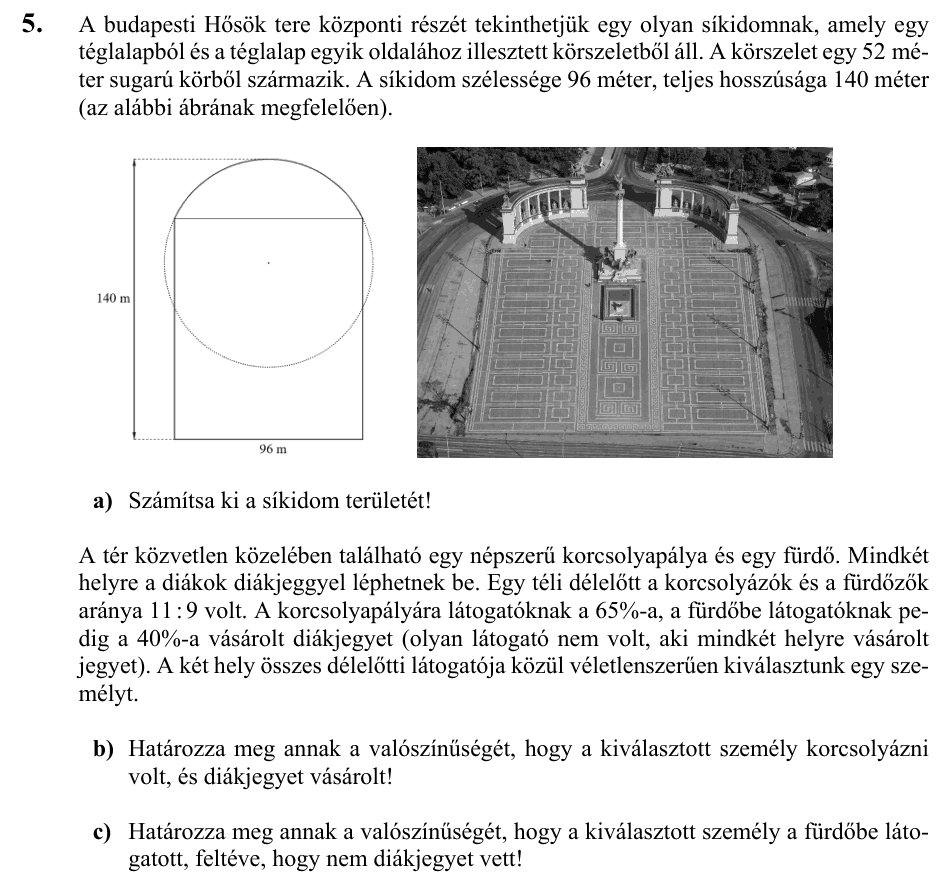 5. A budapesti Hősök tere központi részét tekinthetjük egy olyan síkidomnak, amely egy
téglalapból és a téglalap egyik oldalához illesztett körszeletből áll. A körszelet egy 52 mé-
ter sugarú körből származik. A síkidom szélessége 96 méter, teljes hosszúsága 140 méter
(az alábbi ábrának megfelelően).
140 m
96 m
a) Számítsa ki a síkidom területét!
A tér közvetlen közelében található egy népszerű korcsolyapálya és egy fürdő. Mindkét
helyre a diákok diákjeggyel léphetnek be. Egy téli délelőtt a korcsolyázók és a fürdőzők
aránya 11 : 9 volt. A korcsolyapályára látogatóknak a 65%-a, a fürdőbe látogatóknak pe-
dig a 40%-a vásárolt diákjegyet (olyan látogató nem volt, aki mindkét helyre vásárolt
jegyet). A két hely összes délelőtti látogatója közül véletlenszerűen kiválasztunk egy sze-
mélyt.
b) Határozza meg annak a valószínűségét, hogy a kiválasztott személy korcsolyázni
volt, és diákjegyet vásárolt!
c) Határozza meg annak a valószínűségét, hogy a kiválasztott személy a fürdőbe láto-
gatott, feltéve, hogy nem diákjegyet vett!